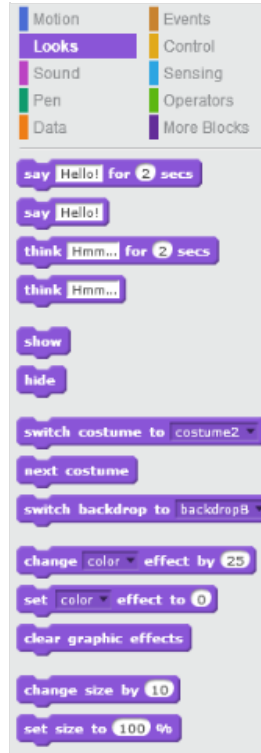 Motion
Events
Looks
Control
Sound
Sensing
Pen
Operators
Data
More Blocks
say Hello! for 2 secs
say Hello!
think Hmm... for 2 secs
think Hmm...
show
hide
switch costume to costume2
next costume
switch backdrop to backdropB
change color effect by 25
set color effect to 0
clear graphic effects
change size by 10
set size to 100 %